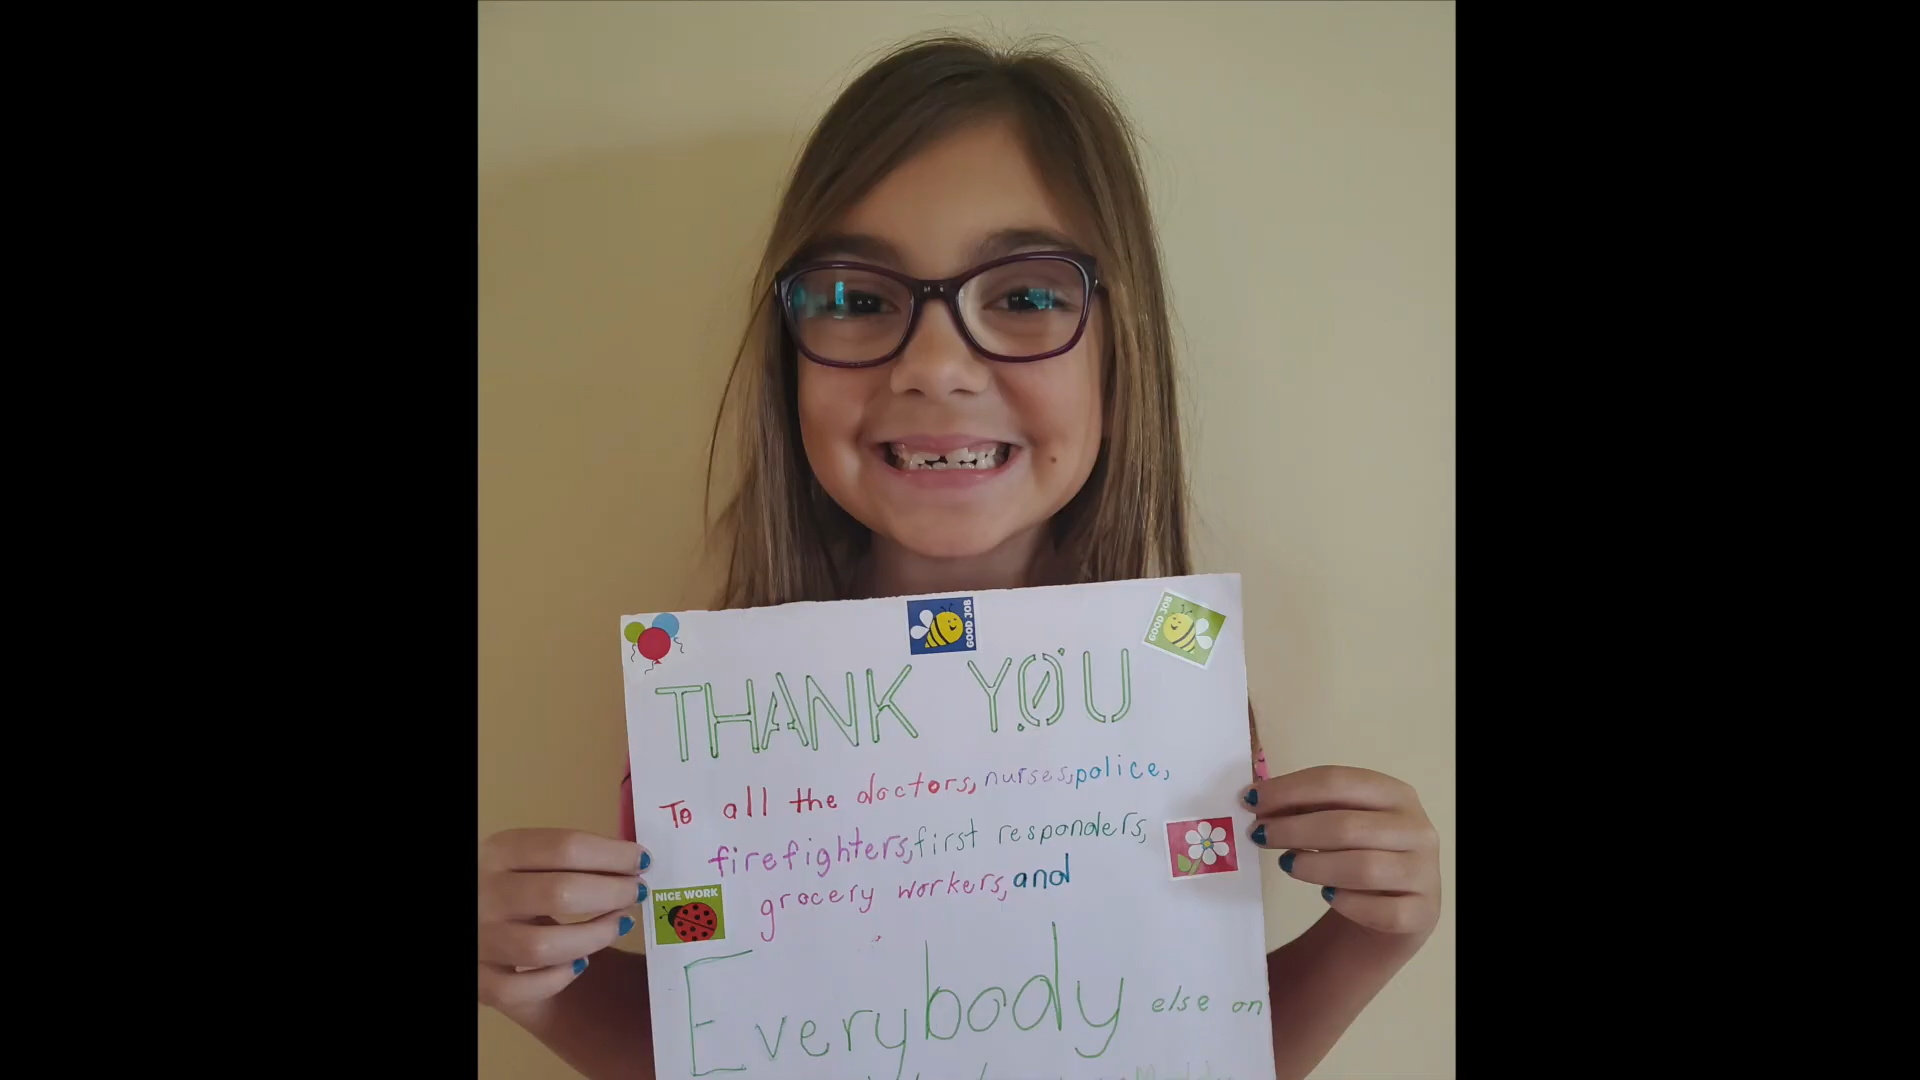 GOOD JOB
GOOD JOB
THANK YOU
To all the doctors, nurses, police,
firefighters, first responders,
grocery workers, and
NICE WORK
Everybody else on